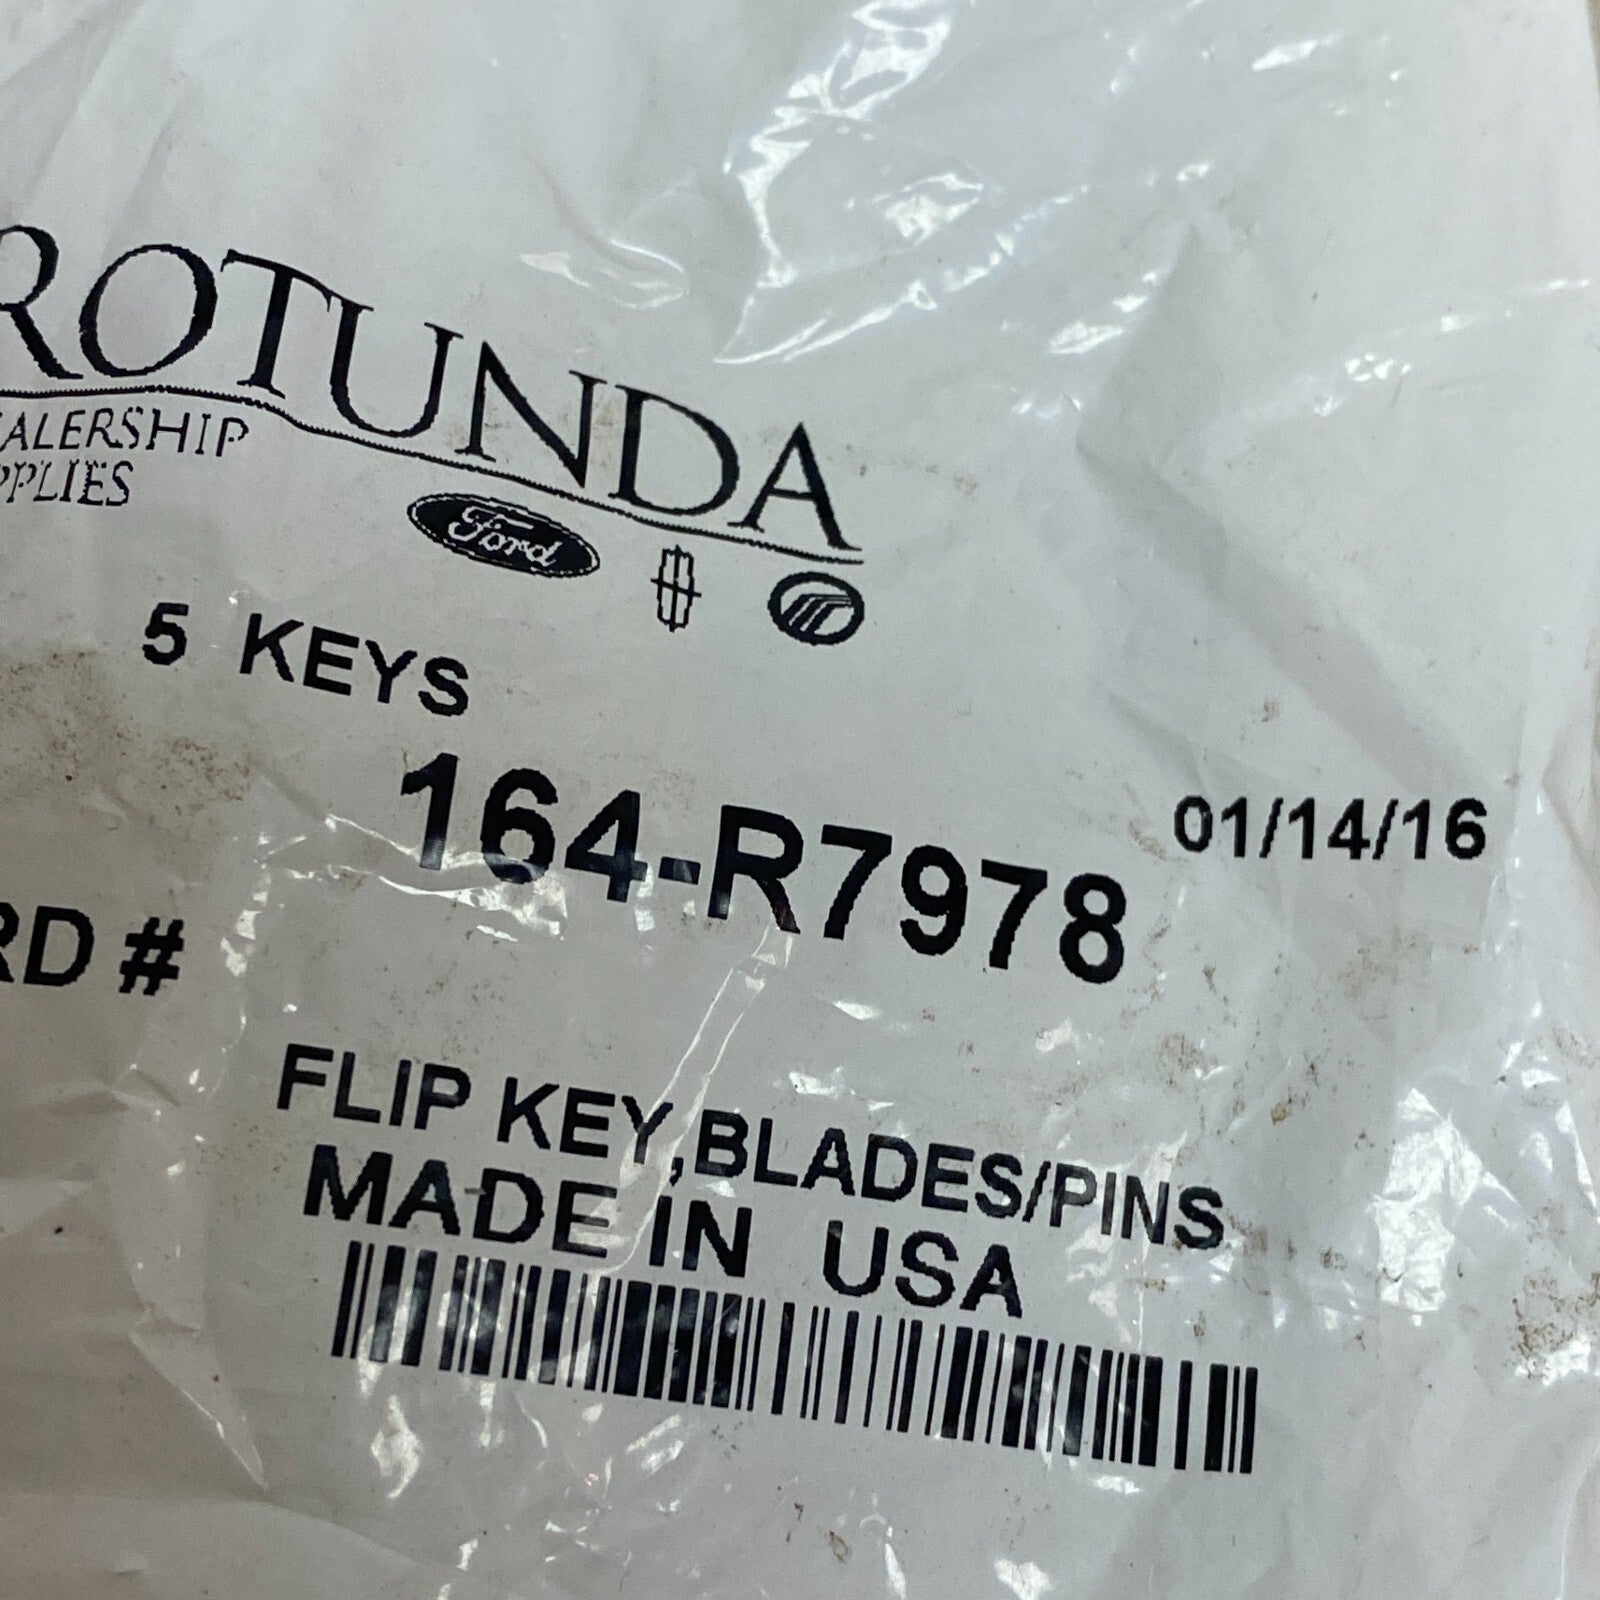 ROTUNDA
EALERSHIP
PPLIES
Ford
5 KEYS
164-R7978
01/14/16
RD #
FLIP KEY,BLADES/PINS
MADE IN USA